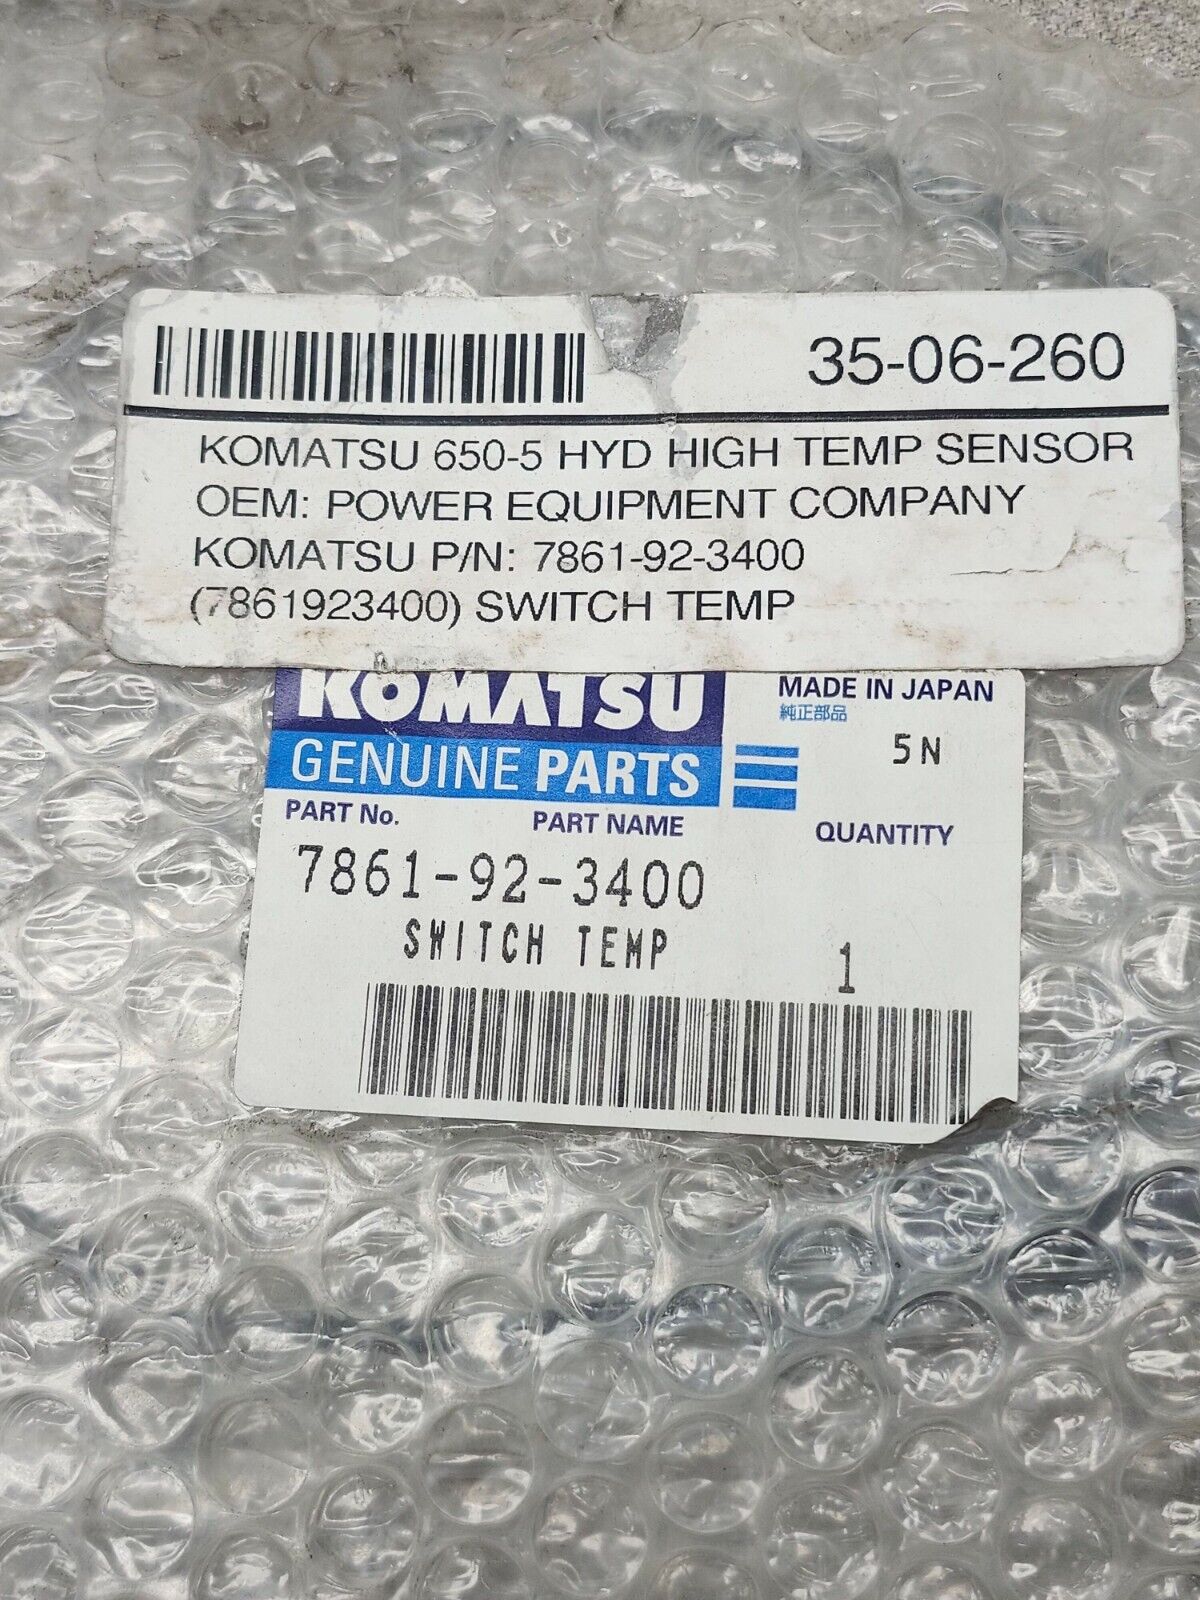 35-06-260
KOMATSU 650-5 HYD HIGH TEMP SENSOR
OEM: POWER EQUIPMENT COMPANY
KOMATSU P/N: 7861-92-3400
(7861923400) SWITCH TEMP
KOMATSU
GENUINE PARTS
MADE IN JAPAN
純正部品
5N
PART No.
PART NAME
QUANTITY
7861-92-3400
SWITCH TEMP
1